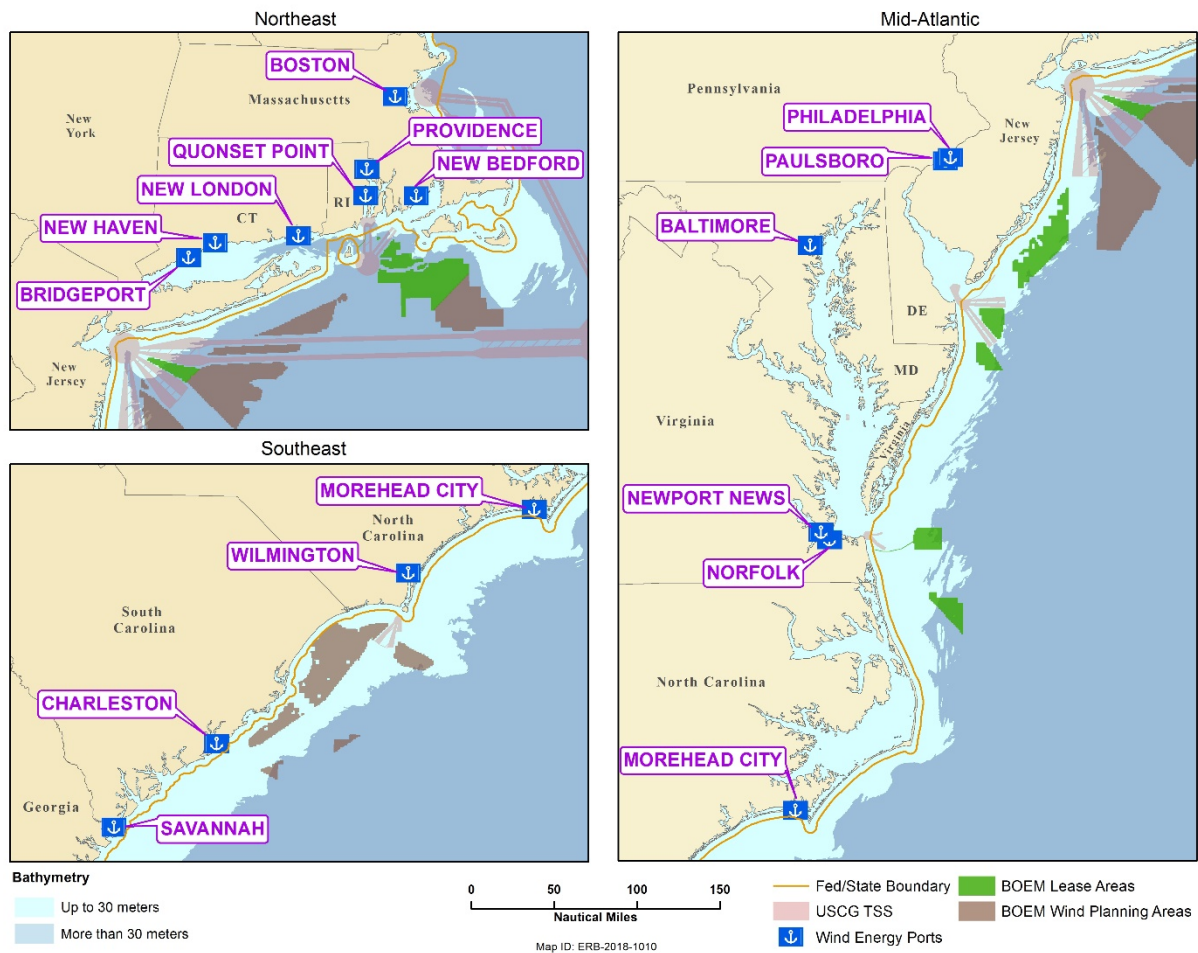 Northeast
BOSTON
Massachusetts
New
York
PROVIDENCE
QUONSET POINT
NEW BEDFORD
NEW LONDON
RI
CT
NEW HAVEN
BRIDGEPORT
New
Jersey
Mid-Atlantic
Pennsylvania
PHILADELPHIA
New
Jersey
PAULSBORO
BALTIMORE
DE
MD
Virginia
Virginia
NEWPORT NEWS
NORFOLK
North Carolina
MOREHEAD CITY
Southeast
MOREHEAD CITY
North
Carolina
WILMINGTON
South
Carolina
CHARLESTON
Georgia
SAVANNAH
Bathymetry
Up to 30 meters
More than 30 meters
0 50 100 150
Nautical Miles
Map ID: ERB-2018-1010
Fed/State Boundary
USCG TSS
Wind Energy Ports
BOEM Lease Areas
BOEM Wind Planning Areas